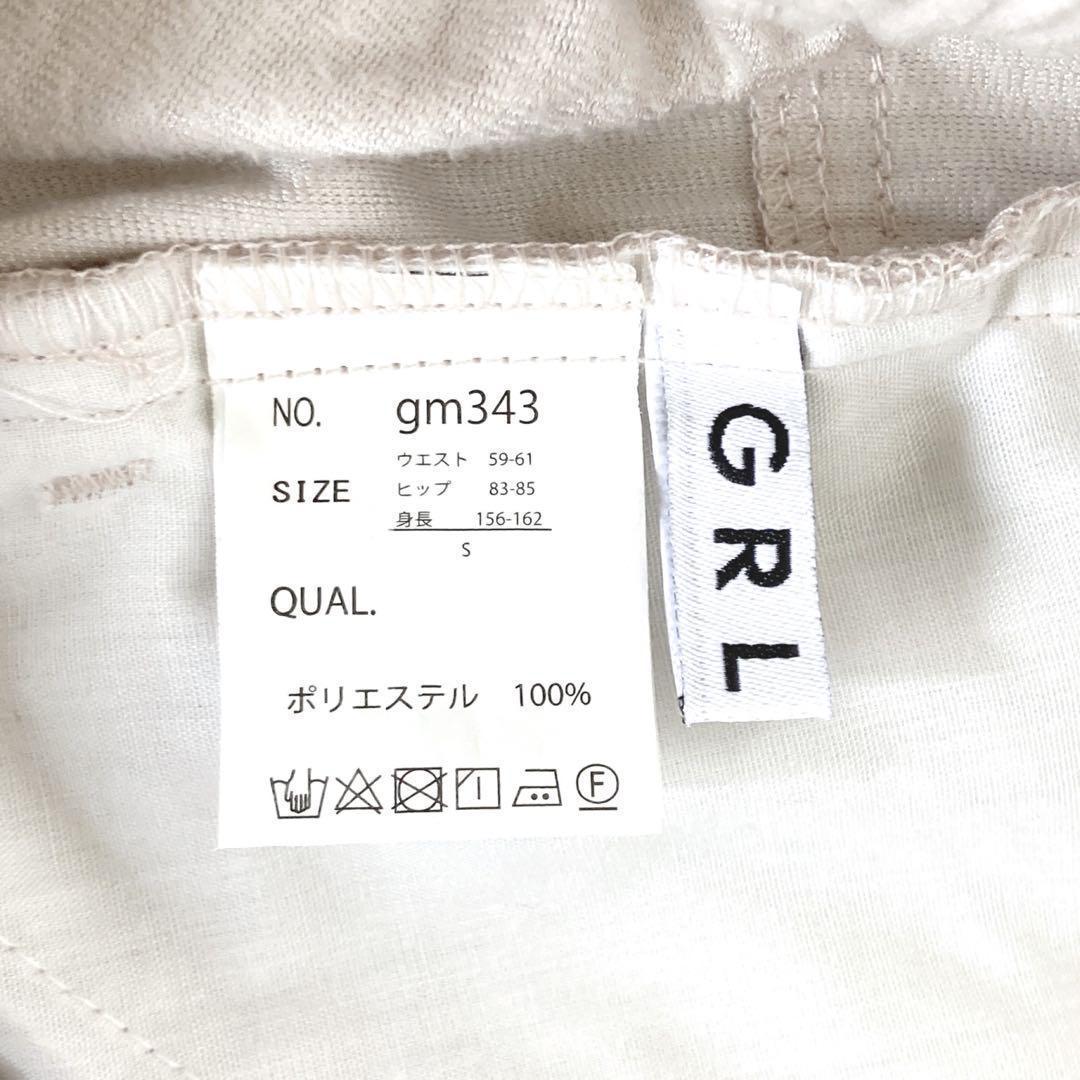 NO. gm343
SIZE
ウエスト 59-61
ヒップ 83-85
身長 156-162
S
QUAL.
ポリエステル 100%
F
GRL